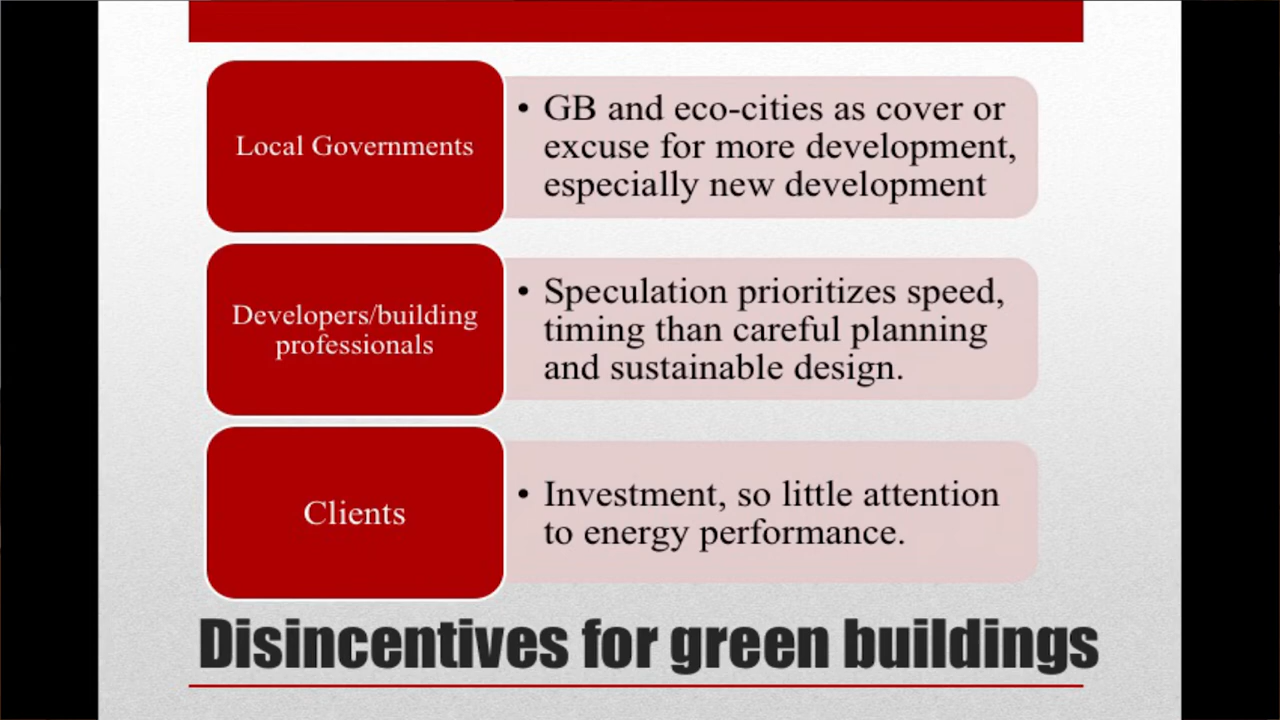 Local Governments
• GB and eco-cities as cover or
excuse for more development,
especially new development
Developers/building
professionals
• Speculation prioritizes speed,
timing than careful planning
and sustainable design.
Clients
• Investment, so little attention
to energy performance.
Disincentives for green buildings